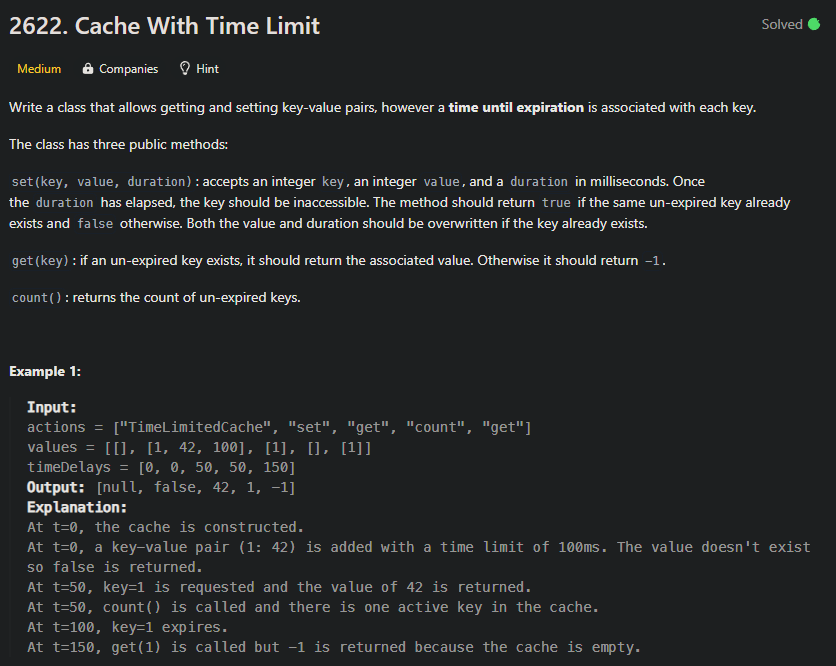 2622. Cache With Time Limit
Solved
Medium Companies Hint
Write a class that allows getting and setting key-value pairs, however a time until expiration is associated with each key.
The class has three public methods:
set(key, value, duration): accepts an integer key, an integer value, and a duration in milliseconds. Once
the duration has elapsed, the key should be inaccessible. The method should return true if the same un-expired key already
exists and false otherwise. Both the value and duration should be overwritten if the key already exists.
get(key): if an un-expired key exists, it should return the associated value. Otherwise it should return -1.
count(): returns the count of un-expired keys.
Example 1:
Input:
actions = ["TimeLimitedCache", "set", "get", "count", "get"]
values = [[], [1, 42, 100], [1], [], [1]]
timeDelays = [0, 0, 50, 50, 150]
Output: [null, false, 42, 1, -1]
Explanation:
At t=0, the cache is constructed.
At t=0, a key-value pair (1: 42) is added with a time limit of 100ms. The value doesn't exist
so false is returned.
At t=50, key=1 is requested and the value of 42 is returned.
At t=50, count() is called and there is one active key in the cache.
At t=100, key=1 expires.
At t=150, get(1) is called but -1 is returned because the cache is empty.